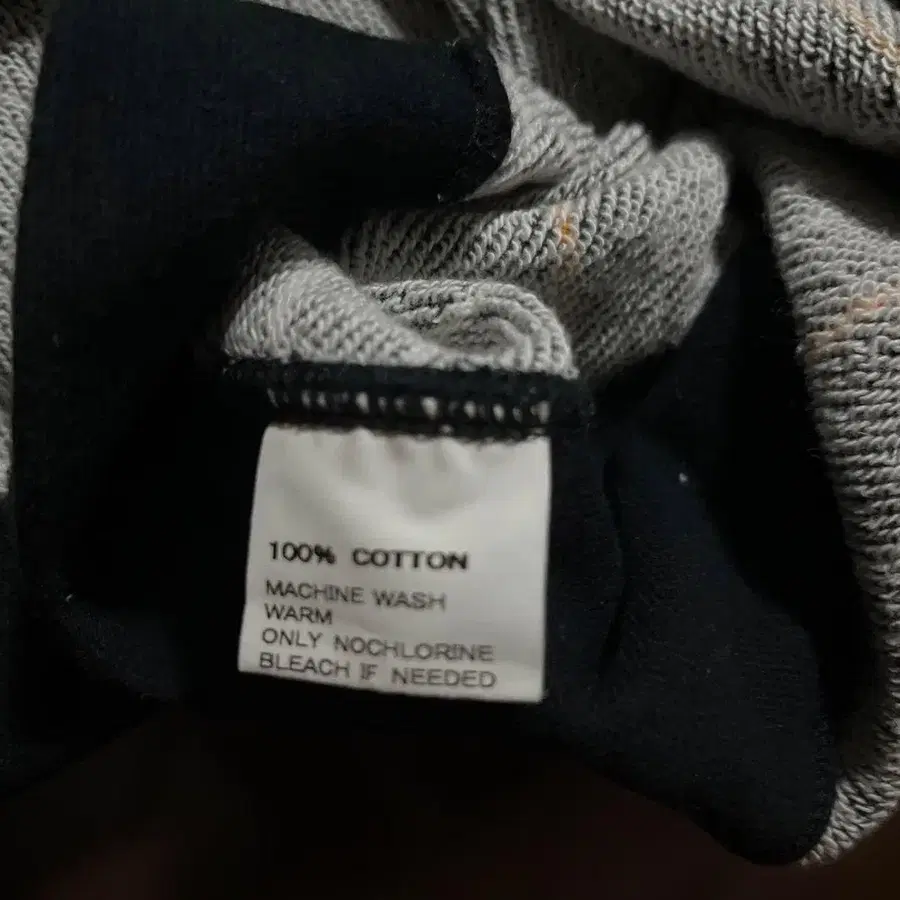 100% COTTON
MACHINE WASH
WARM
ONLY NOCHLORINE
BLEACH IF NEEDED